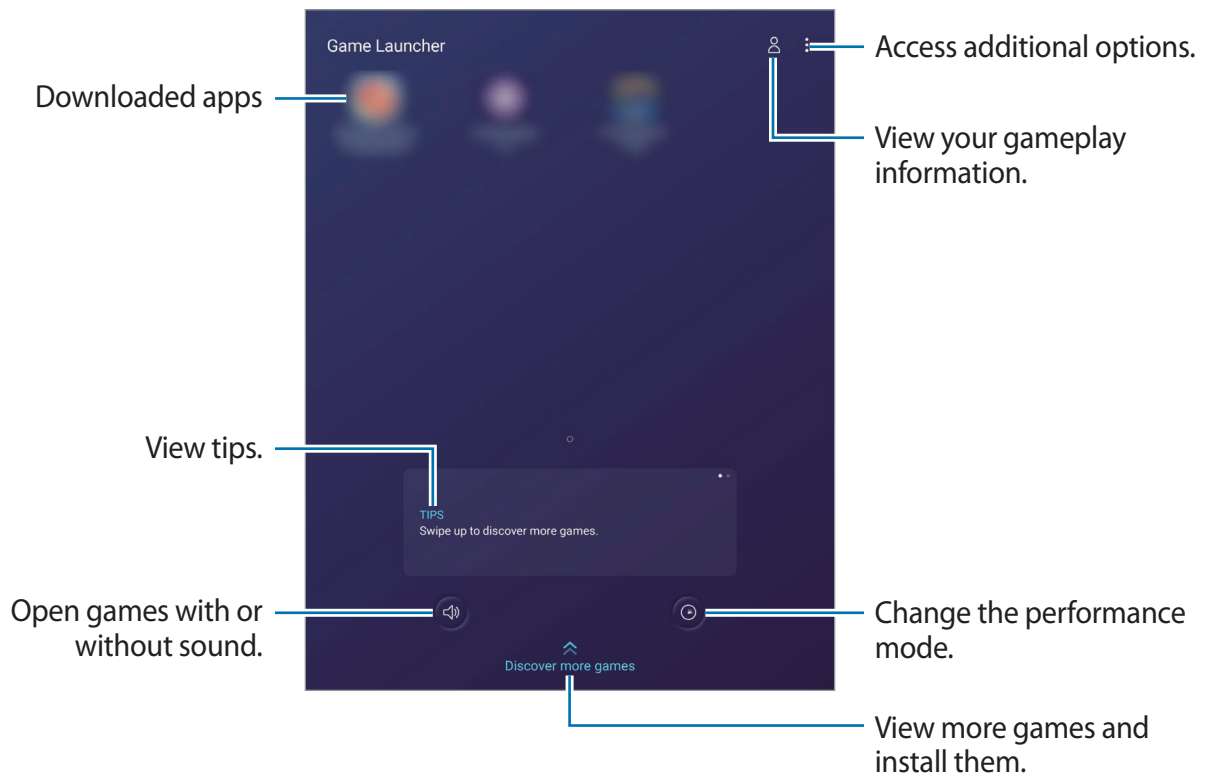 Game Launcher
Access additional options.
Downloaded apps
View your gameplay
information.
View tips.
TIPS
Swipe up to discover more games.
Open games with or
without sound.
Change the performance
mode.
Discover more games
View more games and
install them.